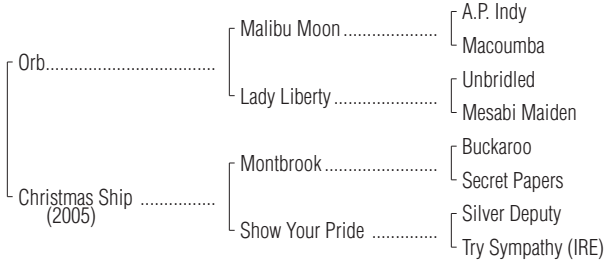 A.P. Indy
Malibu Moon
Macoumba
Orb
Unbridled
Lady Liberty
Mesabi Maiden
Buckaroo
Montbrook
Secret Papers
Christmas Ship
(2005)
Silver Deputy
Show Your Pride
Try Sympathy (IRE)